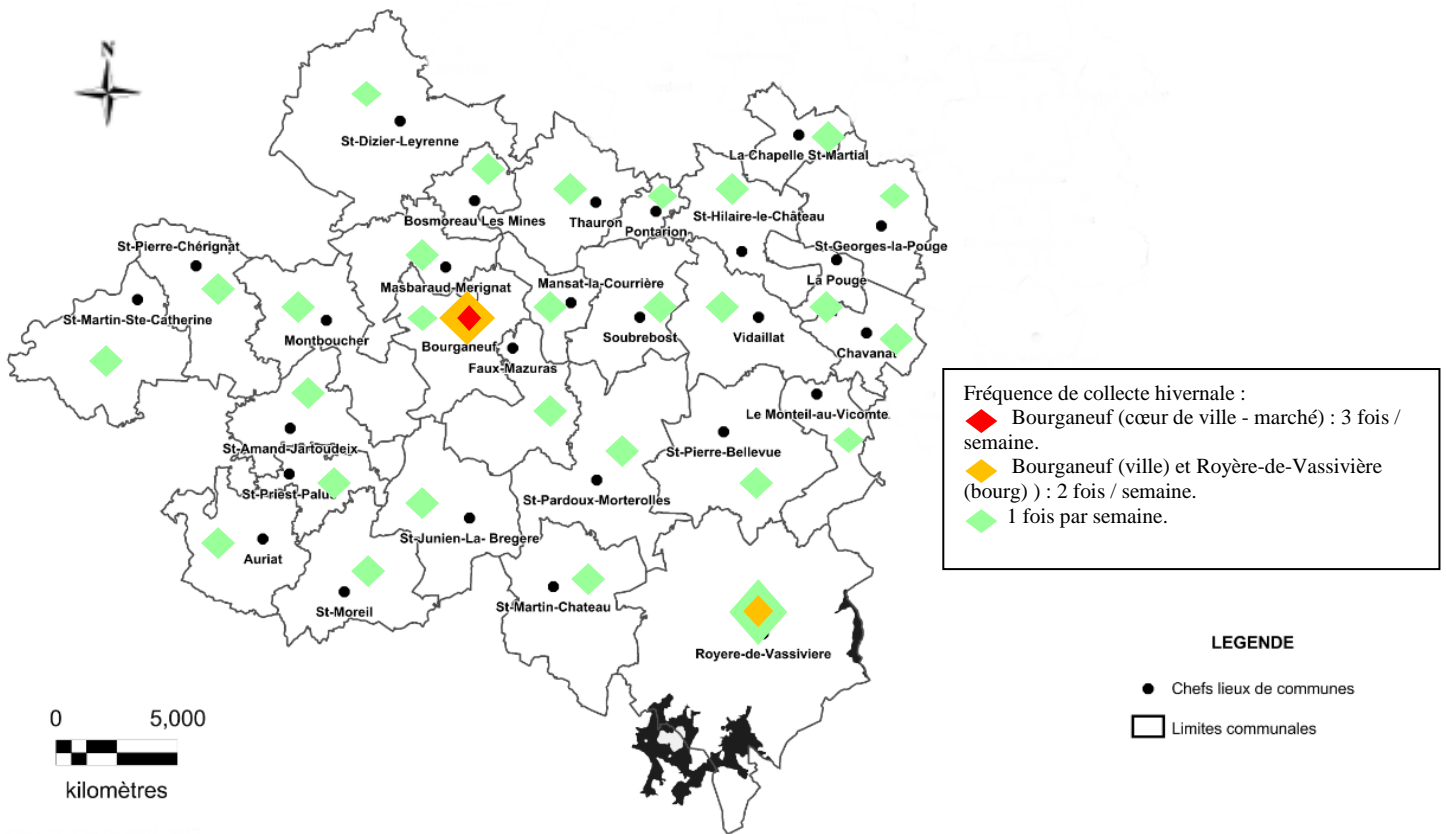 N
St-Dizier-Leyrenne
La Chapelle St-Martial
Bosmoreau Les Mines
Thauron
Pontarion
St-Hilaire-le-Château
St-Georges-la-Pouge
St-Pierre-Chérignat
La Pouge
Masbaraud-Merignat
Mansat-la-Courrière
St-Martin-Ste-Catherine
Montboucher
Bourganeuf
Faux-Mazuras
Soubrebost
Vidaillat
Chavanat
Le Monteil-au-Vicomte
St-Amand-Jartoudeix
St-Pierre-Bellevue
St-Priest-Palus
St-Pardoux-Morterolles
St-Junien-La- Bregere
Auriat
St-Moreil
St-Martin-Chateau
Royere-de-Vassiviere
Fréquence de collecte hivernale :
Bourganeuf (cœur de ville - marché) : 3 fois /
semaine.
Bourganeuf (ville) et Royère-de-Vassivière
(bourg) ) : 2 fois / semaine.
1 fois par semaine.
LEGENDE
Chefs lieux de communes
Limites communales
0 5,000
kilomètres